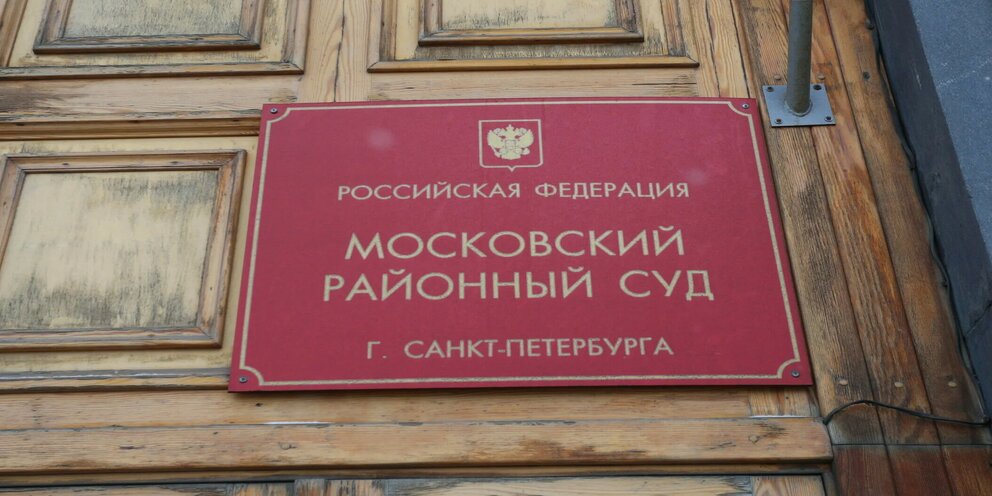 РОССИЙСКАЯ ФЕДЕРАЦИЯ
МОСКОВСКИЙ
РАЙОННЫЙ СУД
Г. САНКТ-ПЕТЕРБУРГА